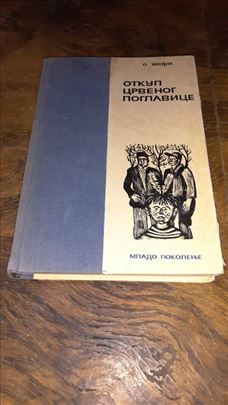 О' ХЕНРИ
ОТКУП
ЦРВЕНОГ
ПОГЛАВИЦЕ
МЛАДО ПОКОЛЕЊЕ